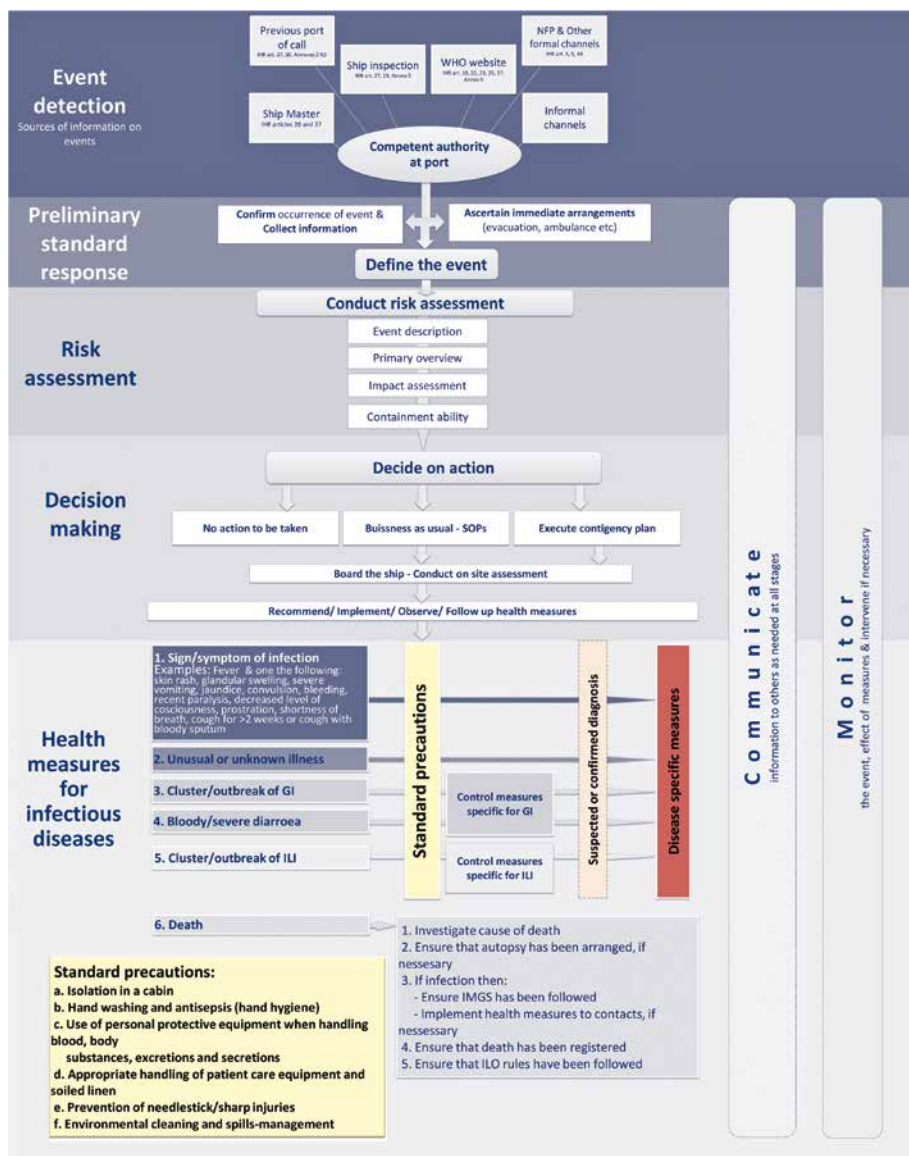 Event
detection
Sources of information on
events
Previous port
of call
Ship inspection
WHO website
NFP & Other
formal channels
Ship Master
IHR articles 28 and 37
Informal
channels
Competent authority
at port
Preliminary
standard
response
Confirm occurrence of event &
Collect information
Ascertain immediate arrangements
(evacuation, ambulance etc)
Define the event
Risk
assessment
Conduct risk assessment
Event description
Primary overview
Impact assessment
Containment ability
Decision
making
Decide on action
No action to be taken
Buissness as usual - SOPs
Execute contigency plan
Board the ship - Conduct on site assessment
Recommend/ Implement/ Observe/ Follow up health measures
Health
measures
for
infectious
diseases
1. Sign/symptom of infection
Examples: Fever & one the following:
skin rash, glandular swelling, severe
vomiting, jaundice, convulsion, bleeding,
recent paralysis, decreased level of
cosciousness, prostration, shortness of
breath, cough for >2 weeks or cough with
bloody sputum
2. Unusual or unknown illness
3. Cluster/outbreak of GI
4. Bloody/severe diarroea
5. Cluster/outbreak of ILI
Standard precautions
Control measures
specific for GI
Control measures
specific for ILI
Suspected or confirmed diagnosis
Disease specific measures
6. Death
1. Investigate cause of death
2. Ensure that autopsy has been arranged, if
nessesary
3. If infection then:
- Ensure IMGS has been followed
- Implement health measures to contacts, if
nessessary
4. Ensure that death has been registered
5. Ensure that ILO rules have been followed
Standard precautions:
a. Isolation in a cabin
b. Hand washing and antisepsis (hand hygiene)
c. Use of personal protective equipment when handling
blood, body
substances, excretions and secretions
d. Appropriate handling of patient care equipment and
soiled linen
e. Prevention of needlestick/sharp injuries
f. Environmental cleaning and spills-management
Communicate
information to others as needed at all stages
Monitor
the event, effect of measures & intervene if necessary